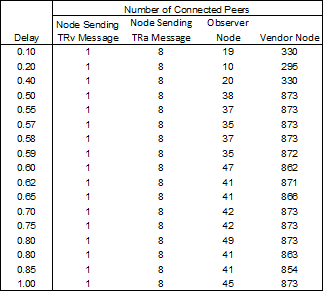 Number of Connected Peers
Delay Node Sending TRv Message Node Sending TRa Message Observer Node Vendor Node
0.10 1 8 19 330
0.20 1 8 10 295
0.40 1 8 20 330
0.50 1 8 38 873
0.55 1 8 37 873
0.57 1 8 35 873
0.58 1 8 37 873
0.59 1 8 35 872
0.60 1 8 47 862
0.62 1 8 41 871
0.65 1 8 41 866
0.70 1 8 42 873
0.75 1 8 42 873
0.80 1 8 49 873
0.80 1 8 41 863
0.85 1 8 41 854
1.00 1 8 45 873